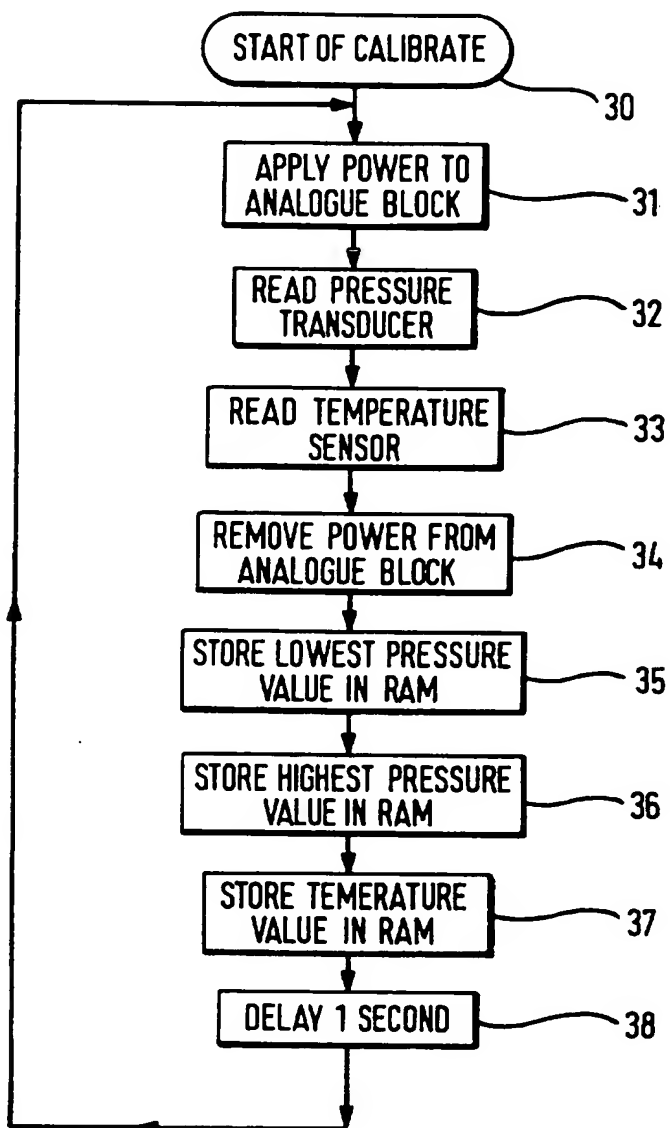 START OF CALIBRATE
30
APPLY POWER TO
ANALOGUE BLOCK
31
READ PRESSURE
TRANSDUCER
32
READ TEMPERATURE
SENSOR
33
REMOVE POWER FROM
ANALOGUE BLOCK
34
STORE LOWEST PRESSURE
VALUE IN RAM
35
STORE HIGHEST PRESSURE
VALUE IN RAM
36
STORE TEMERATURE
VALUE IN RAM
37
DELAY 1 SECOND
38